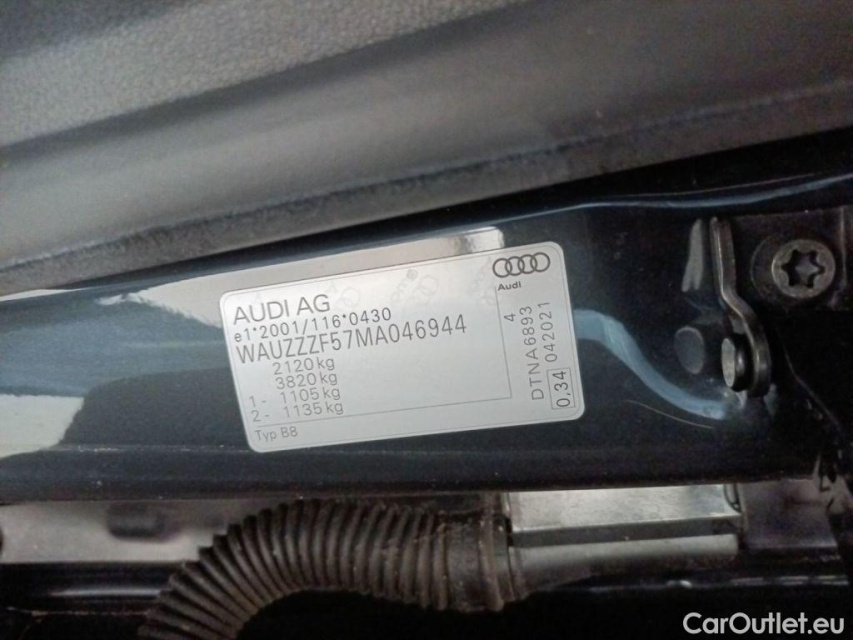 AUDI AG
e1*2001/116*0430
WAUZZZF57MA046944
2120 kg
3820 kg
1- 1105 kg
2- 1135 kg
Typ B8
Audi
4
DTNA6893
042021
0,34
CarOutlet.eu